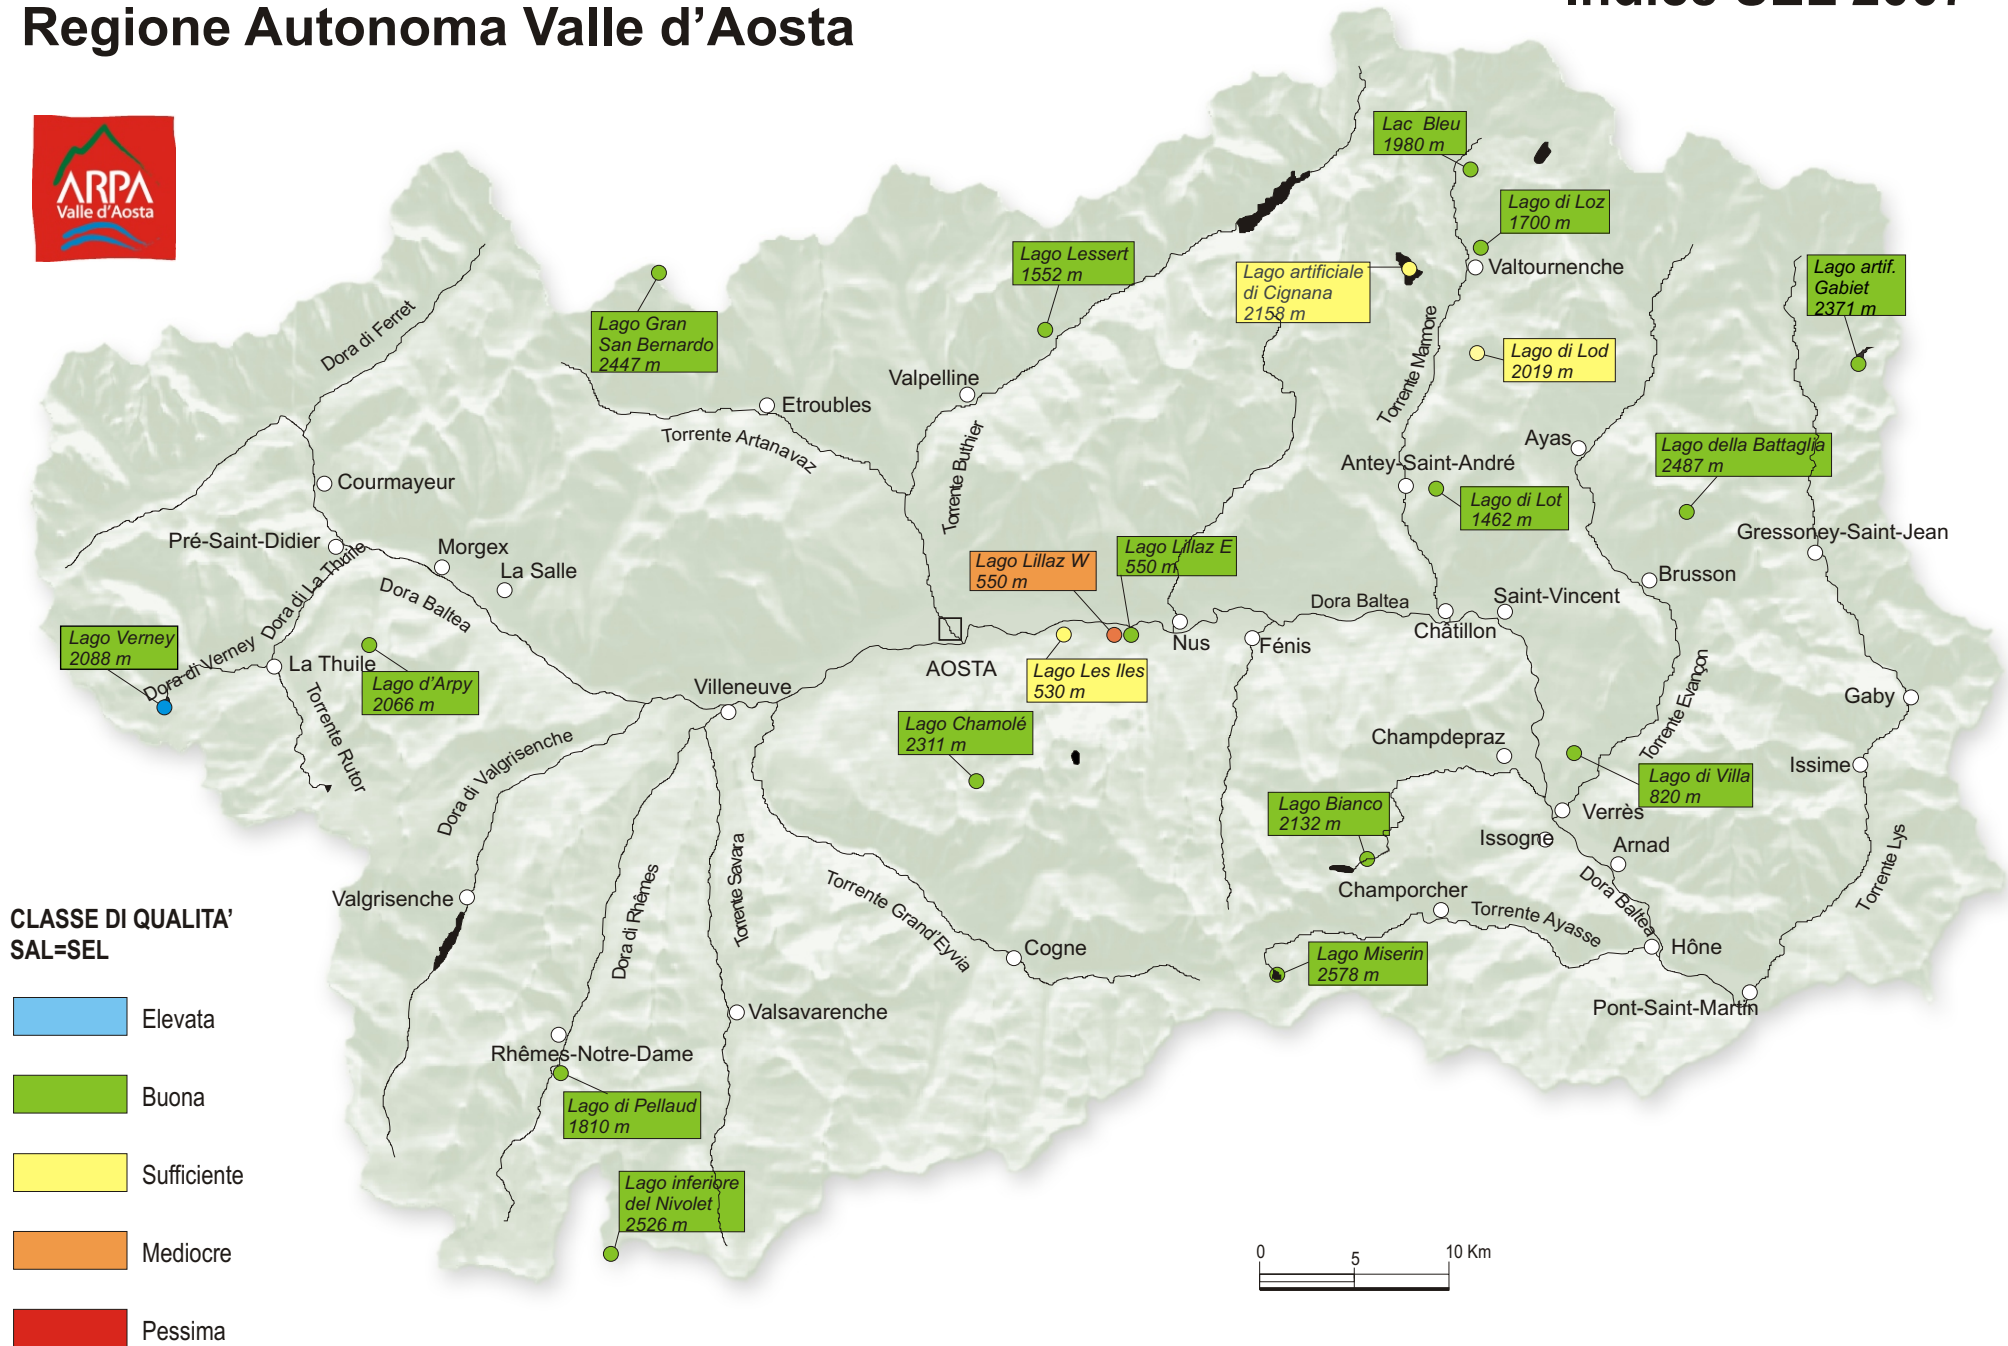 Regione Autonoma Valle d'Aosta
ARPA
Valle d'Aosta
Lac Bleu
1980 m
Lago di Loz
1700 m
Valtournenche
Lago Lessert
1552 m
Lago artificiale
di Cignana
2158 m
Lago artif.
Gabiet
2371 m
Dora di Ferret
Lago Gran
San Bernardo
2447 m
Torrente Marmore
Lago di Lod
2019 m
Valpelline
Etroubles
Torrente Artanavaz
Torrente Buthier
Ayas
Lago della Battaglia
2487 m
Antey-Saint-André
Courmayeur
Lago di Lot
1462 m
Gressoney-Saint-Jean
Pré-Saint-Didier
Morgex
La Salle
Dora di La Thuile
Dora Baltea
Lago Lillaz W
550 m
Lago Lillaz E
550 m
Brusson
Dora Baltea
Saint-Vincent
Châtillon
Nus
Fénis
Lago Verney
2088 m
Dora di Verney
La Thuile
Lago d'Arpy
2066 m
AOSTA
Lago Les Iles
530 m
Villeneuve
Torrente Rutor
Torrente Evançon
Gaby
Lago Chamolé
2311 m
Dora di Valgrisenche
Champdepraz
Issime
Lago di Villa
820 m
Lago Bianco
2132 m
Verrès
Issogne
Arnad
Torrente Lys
Valgrisenche
Dora di Rhêmes
Torrente Savara
Torrente Grand'Eyvia
Champorcher
Torrente Ayasse
Dora Baltea
Cogne
Hône
Lago Miserin
2578 m
Pont-Saint-Martin
Valsavarenche
Rhêmes-Notre-Dame
Lago di Pellaud
1810 m
Lago inferiore
del Nivolet
2526 m
CLASSE DI QUALITA'
SAL=SEL
Elevata
Buona
Sufficiente
Mediocre
Pessima
0 5 10 Km